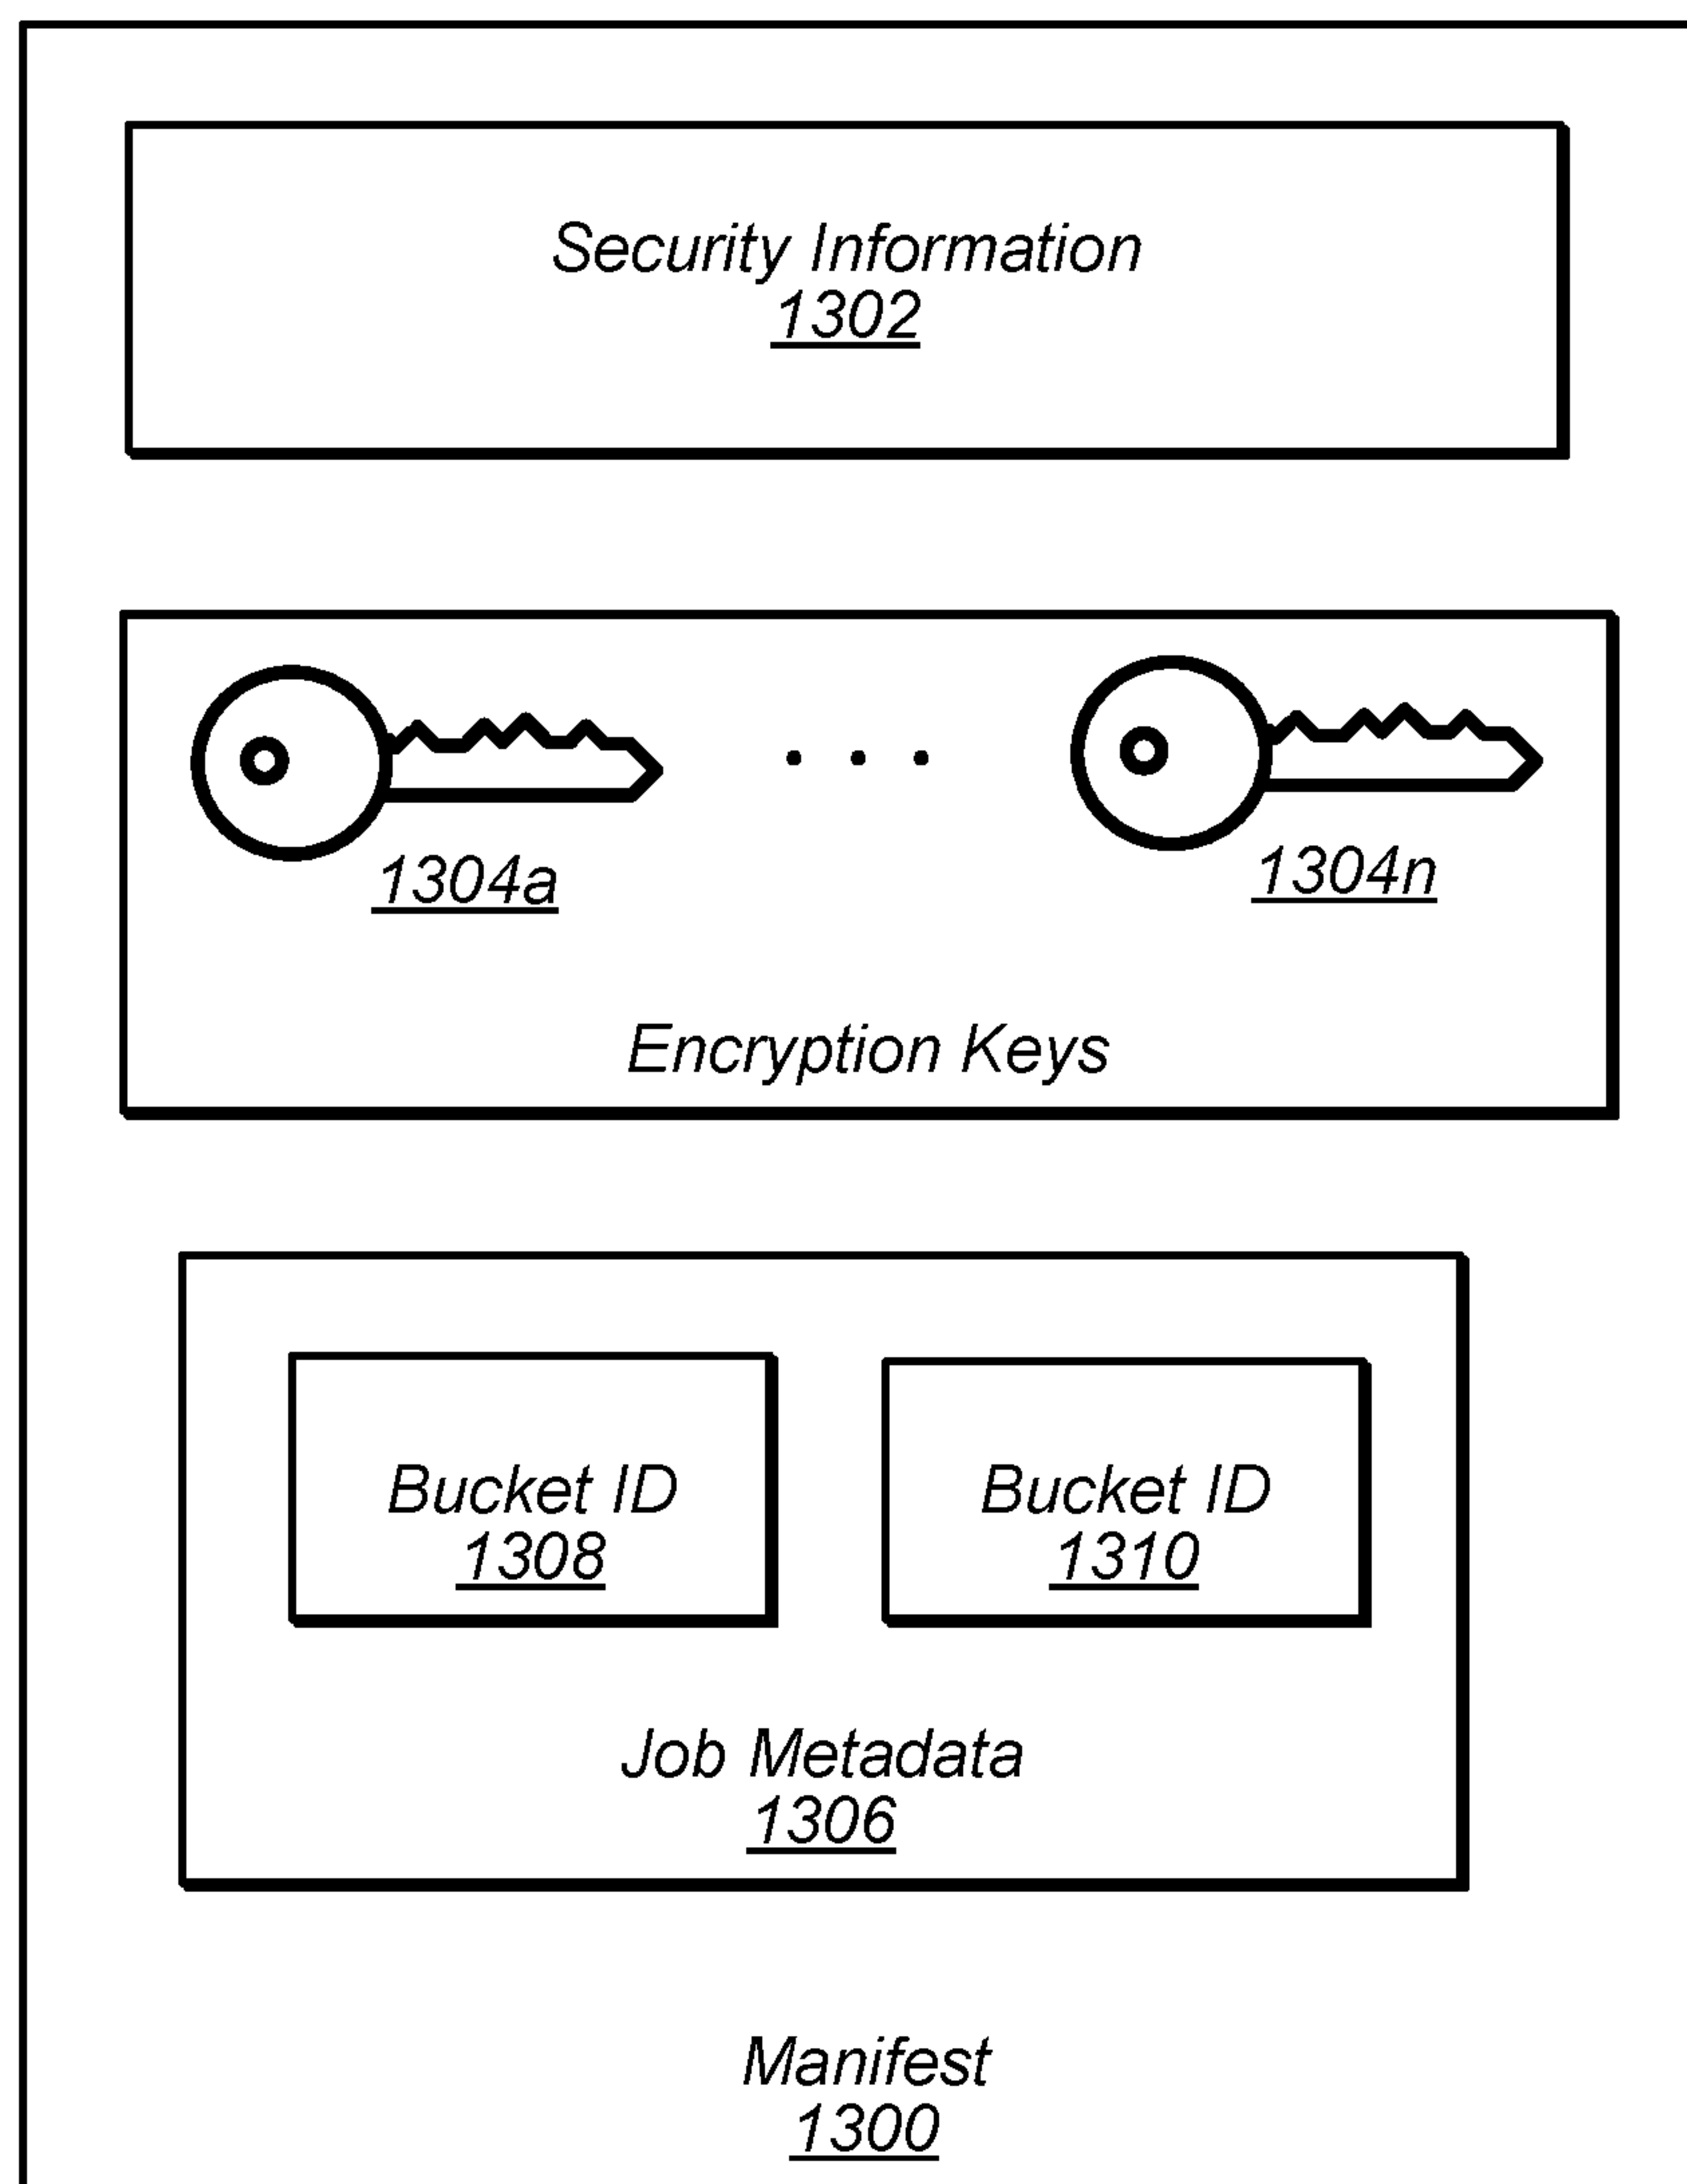 Security Information
1302
1304a
. . .
1304n
Encryption Keys
Bucket ID
1308
Bucket ID
1310
Job Metadata
1306
Manifest
1300